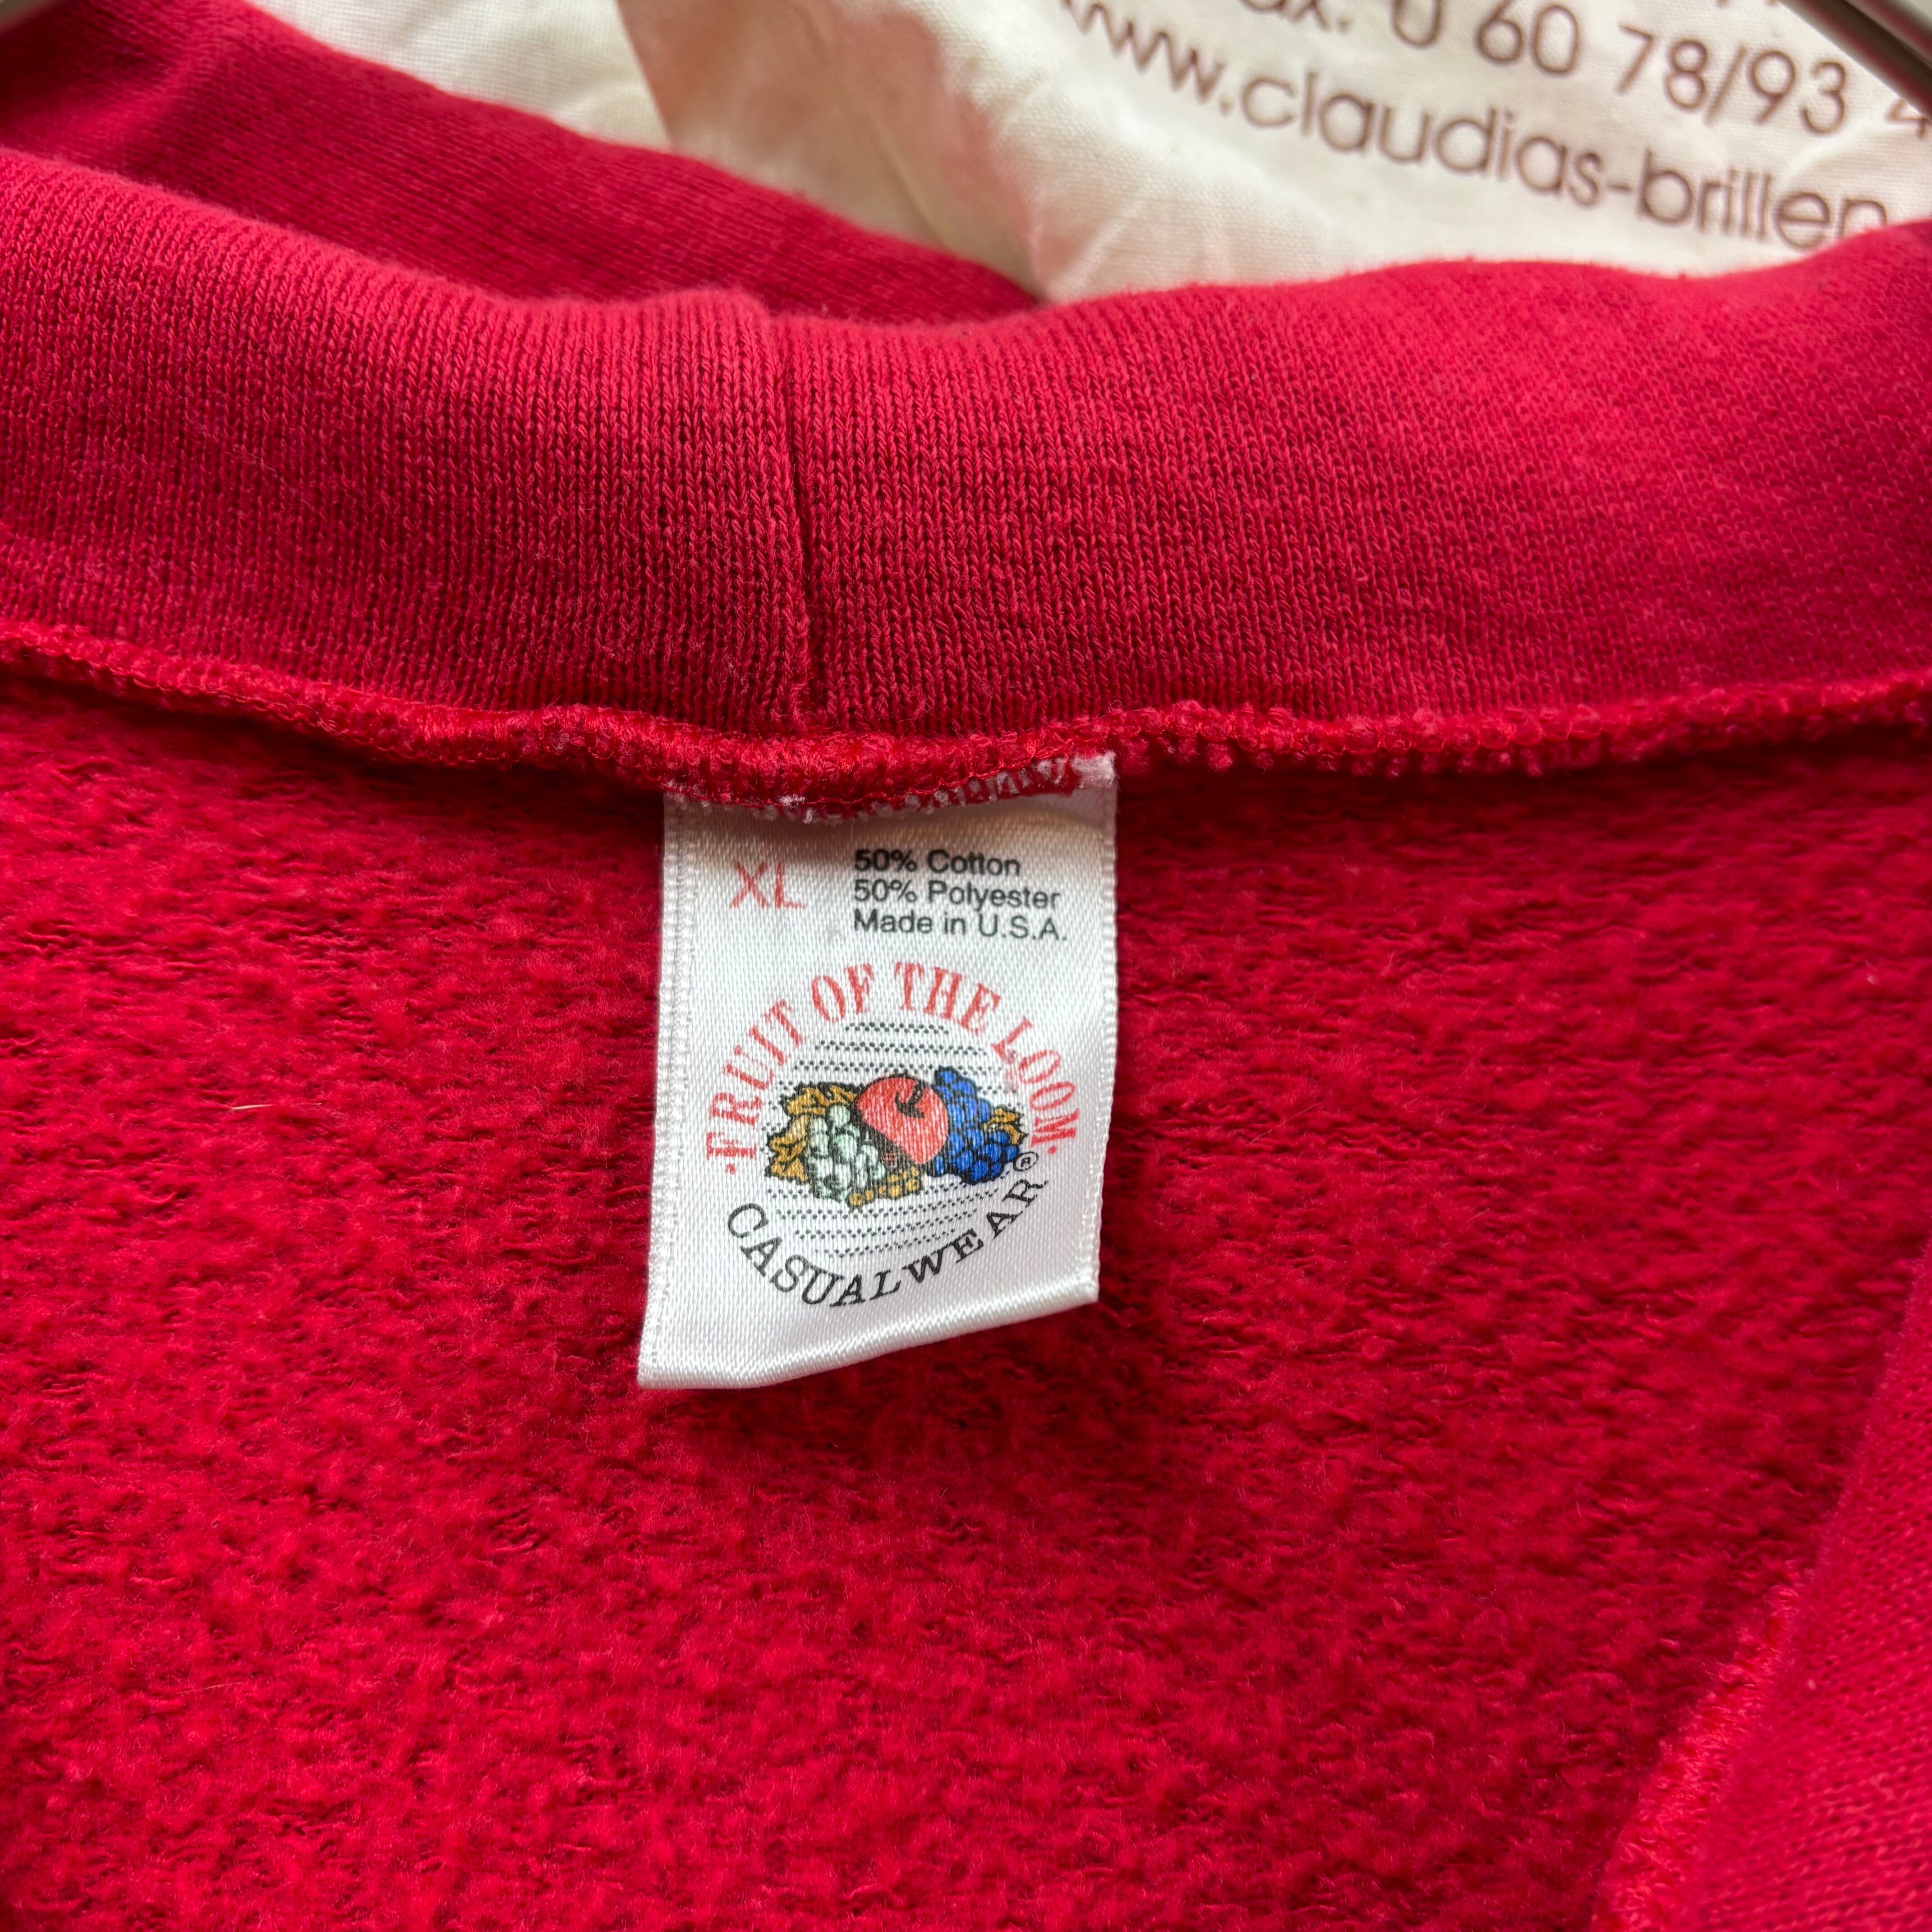 0 60 78/93
www.claudias-brillen
XL
50% Cotton
50% Polyester
Made in U.S.A.
·FRUIT OF THE LOOM·
®
CASUALWEAR